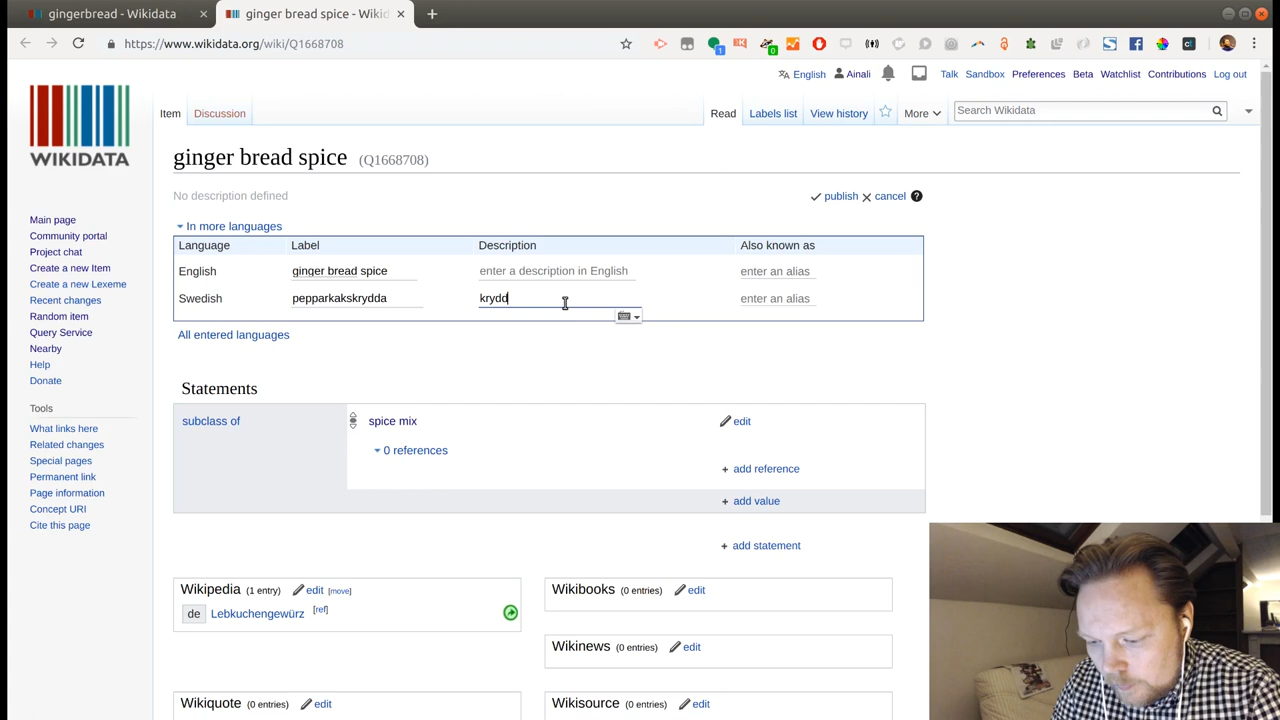 gingerbread - Wikidata
ginger bread spice - Wikid
https://www.wikidata.org/wiki/Q1668708
1
0
English Ainali Talk Sandbox Preferences Beta Watchlist Contributions Log out
WIKIDATA
Item Discussion Read Labels list View history More Search Wikidata
ginger bread spice (Q1668708)
No description defined
publish cancel ?
In more languages
Language Label Description Also known as
English ginger bread spice enter a description in English enter an alias
Swedish pepparkakskrydda krydd enter an alias
All entered languages
Main page
Community portal
Project chat
Create a new Item
Create a new Lexeme
Recent changes
Random item
Query Service
Nearby
Help
Donate
Tools
What links here
Related changes
Special pages
Permanent link
Page information
Concept URI
Cite this page
Statements
subclass of spice mix edit
0 references
+ add reference
+ add value
+ add statement
Wikipedia (1 entry) edit [move]
de Lebkuchengewürz [ref]
Wikibooks (0 entries) edit
Wikinews (0 entries) edit
Wikiquote (0 entries) edit
Wikisource (0 entries) edit